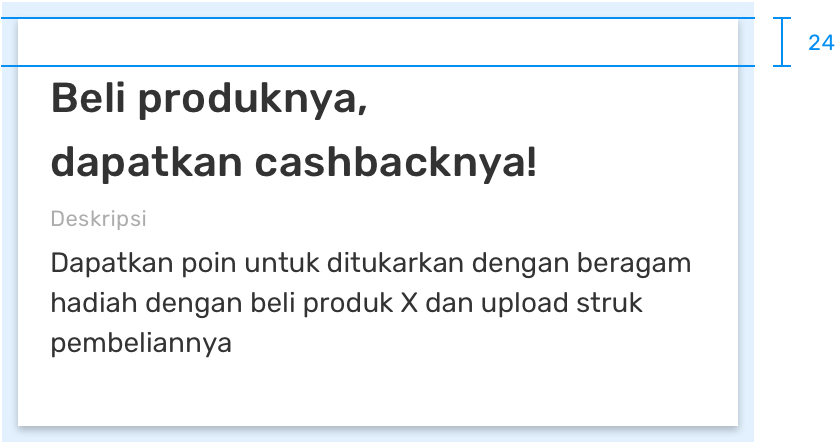 24
Beli produknya,
dapatkan cashbacknya!
Deskripsi
Dapatkan poin untuk ditukarkan dengan beragam
hadiah dengan beli produk X dan upload struk
pembeliannya